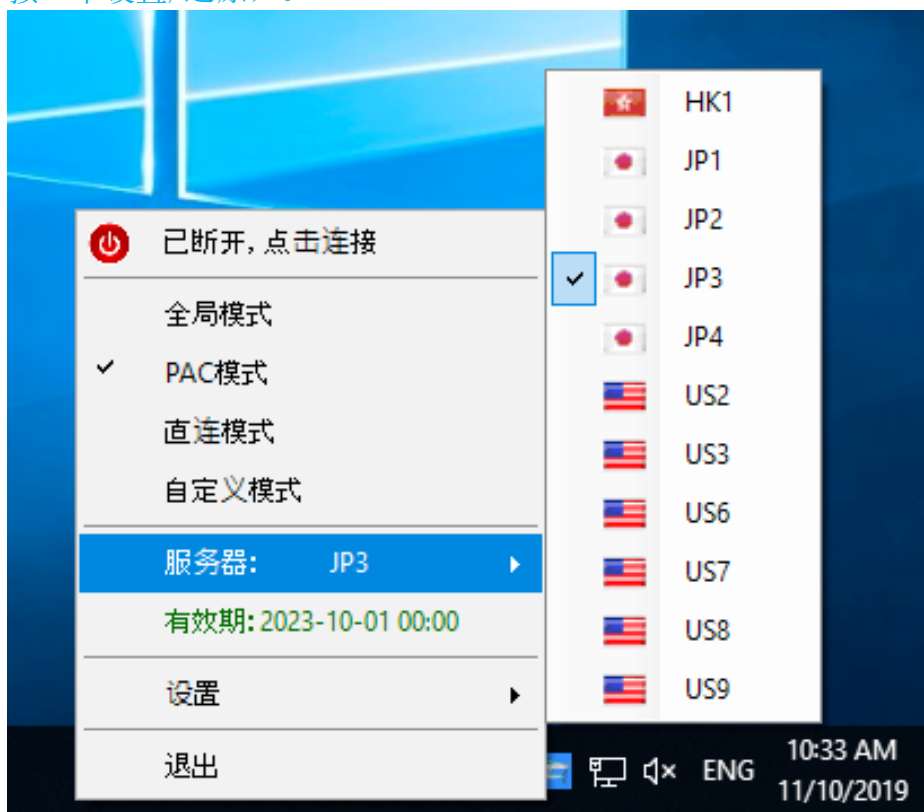 HK1
JP1
JP2
JP3
JP4
US2
US3
US6
US7
US8
US9
已断开, 点击连接
全局模式
PAC模式
直连模式
自定义模式
服务器: JP3
有效期: 2023-10-01 00:00
设置
退出
ENG
10:33 AM
11/10/2019